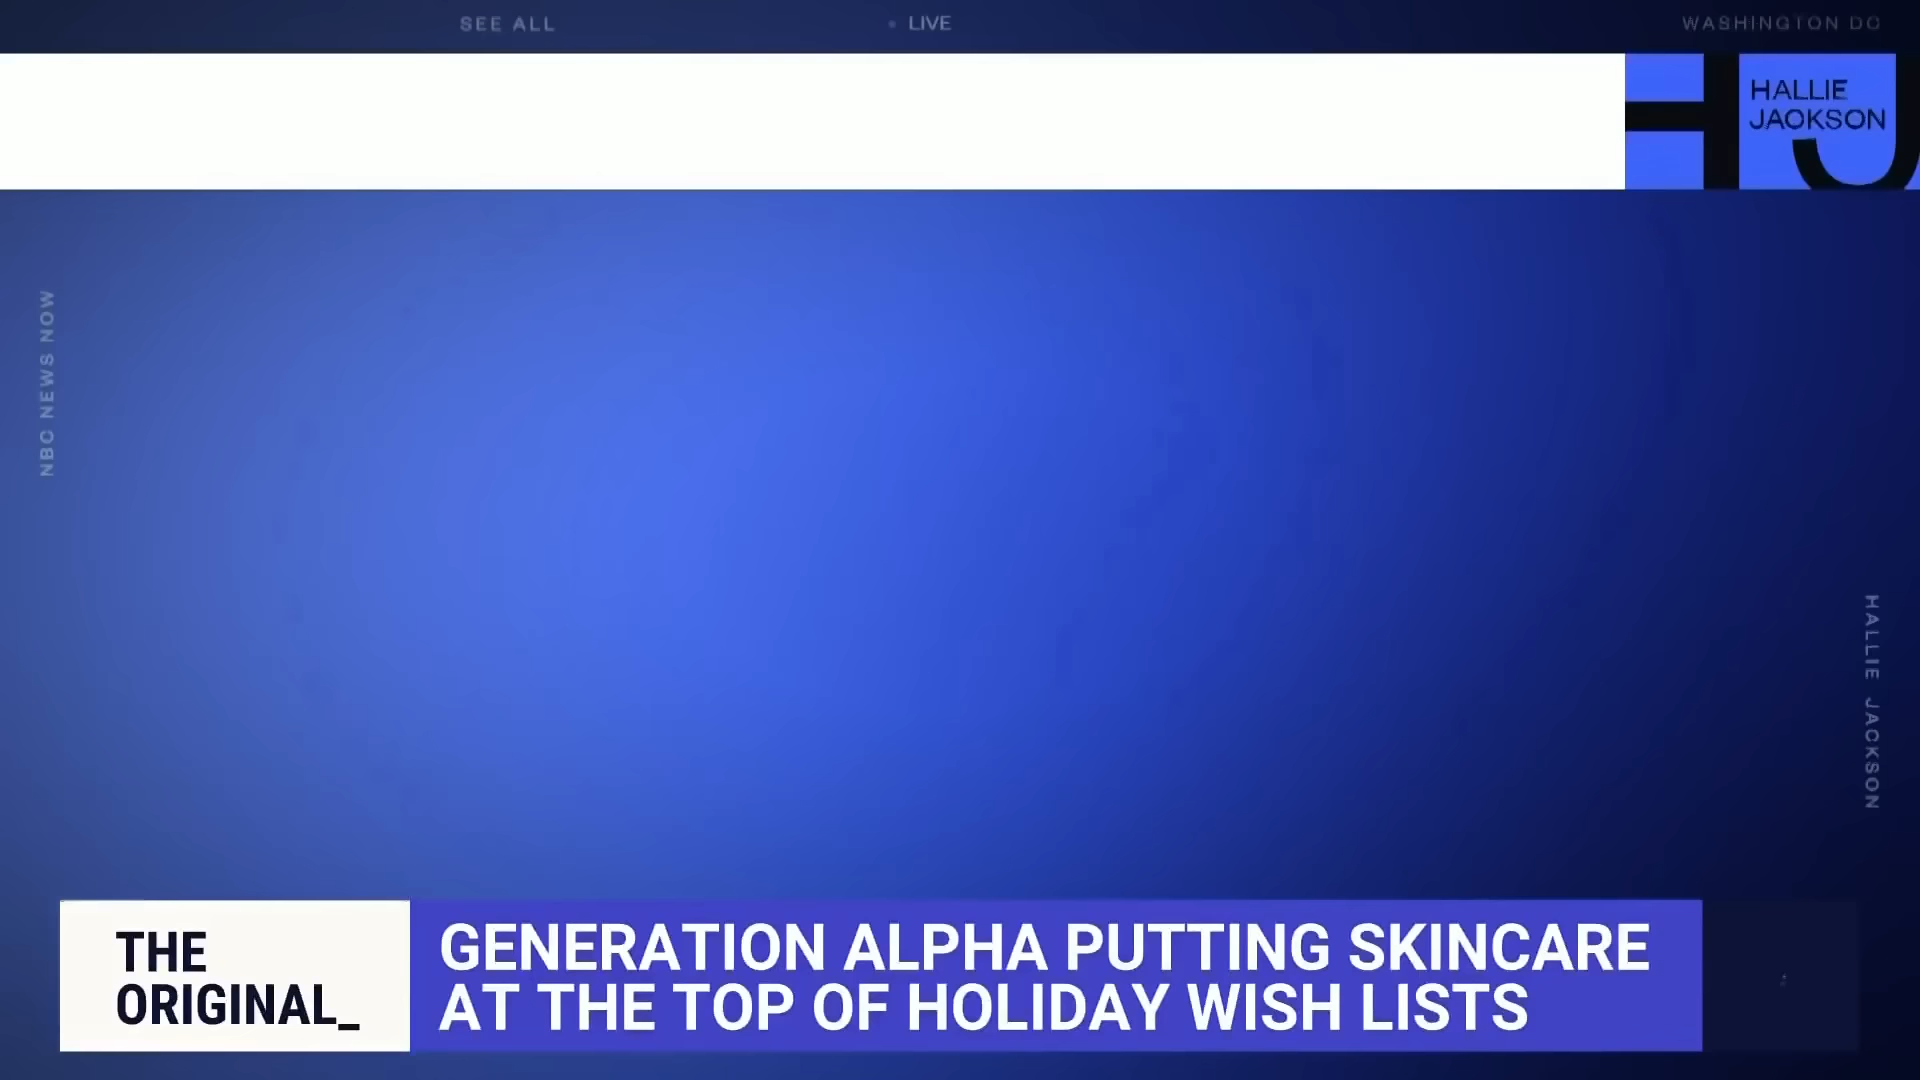 SEE ALL
LIVE
WASHINGTON DC
HJ
HALLIE
JACKSON
NBC NEWS NOW
HALLIE JACKSON
THE
ORIGINAL_
GENERATION ALPHA PUTTING SKINCARE
AT THE TOP OF HOLIDAY WISH LISTS